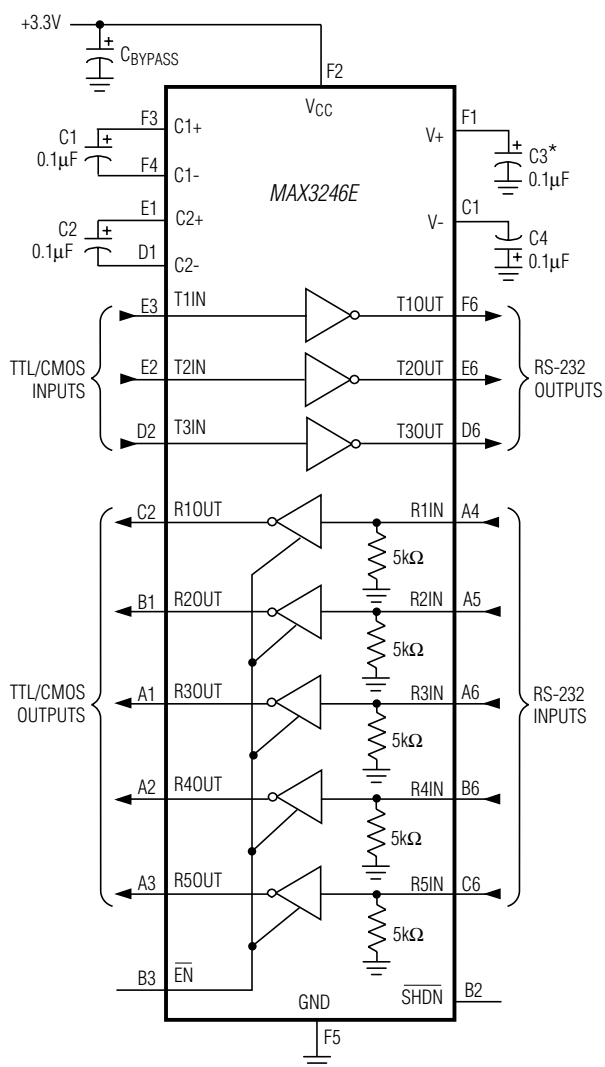 +3.3V
CBYPASS
F2
VCC
F3
C1+
C1
0.1µF
F4
C1-
F1
V+
C3*
0.1µF
MAX3246E
E1
C2+
C2
0.1µF
D1
C2-
C1
V-
C4
0.1µF
E3 T1IN T1OUT F6
TTL/CMOS
INPUTS
E2 T2IN T2OUT E6
RS-232
OUTPUTS
D2 T3IN T3OUT D6
C2 R1OUT R1IN A4
5kΩ
B1 R2OUT R2IN A5
5kΩ
TTL/CMOS
OUTPUTS
A1 R3OUT R3IN A6
RS-232
INPUTS
5kΩ
A2 R4OUT R4IN B6
5kΩ
A3 R5OUT R5IN C6
5kΩ
B3 EN
GND
SHDN B2
F5